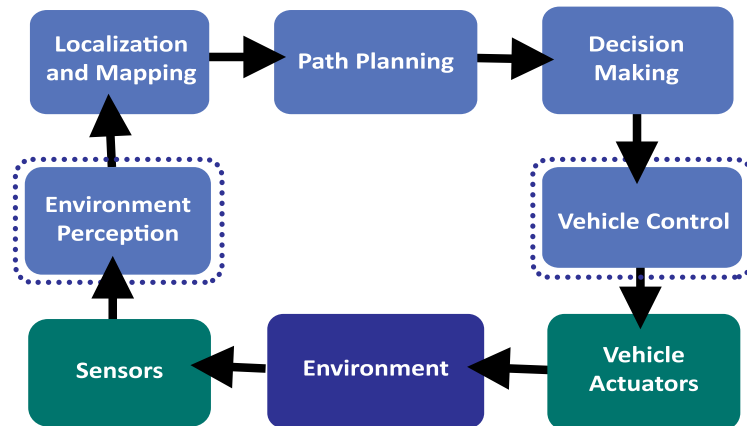 Localization
and Mapping
Path Planning
Decision
Making
Environment
Perception
Vehicle Control
Sensors
Environment
Vehicle
Actuators